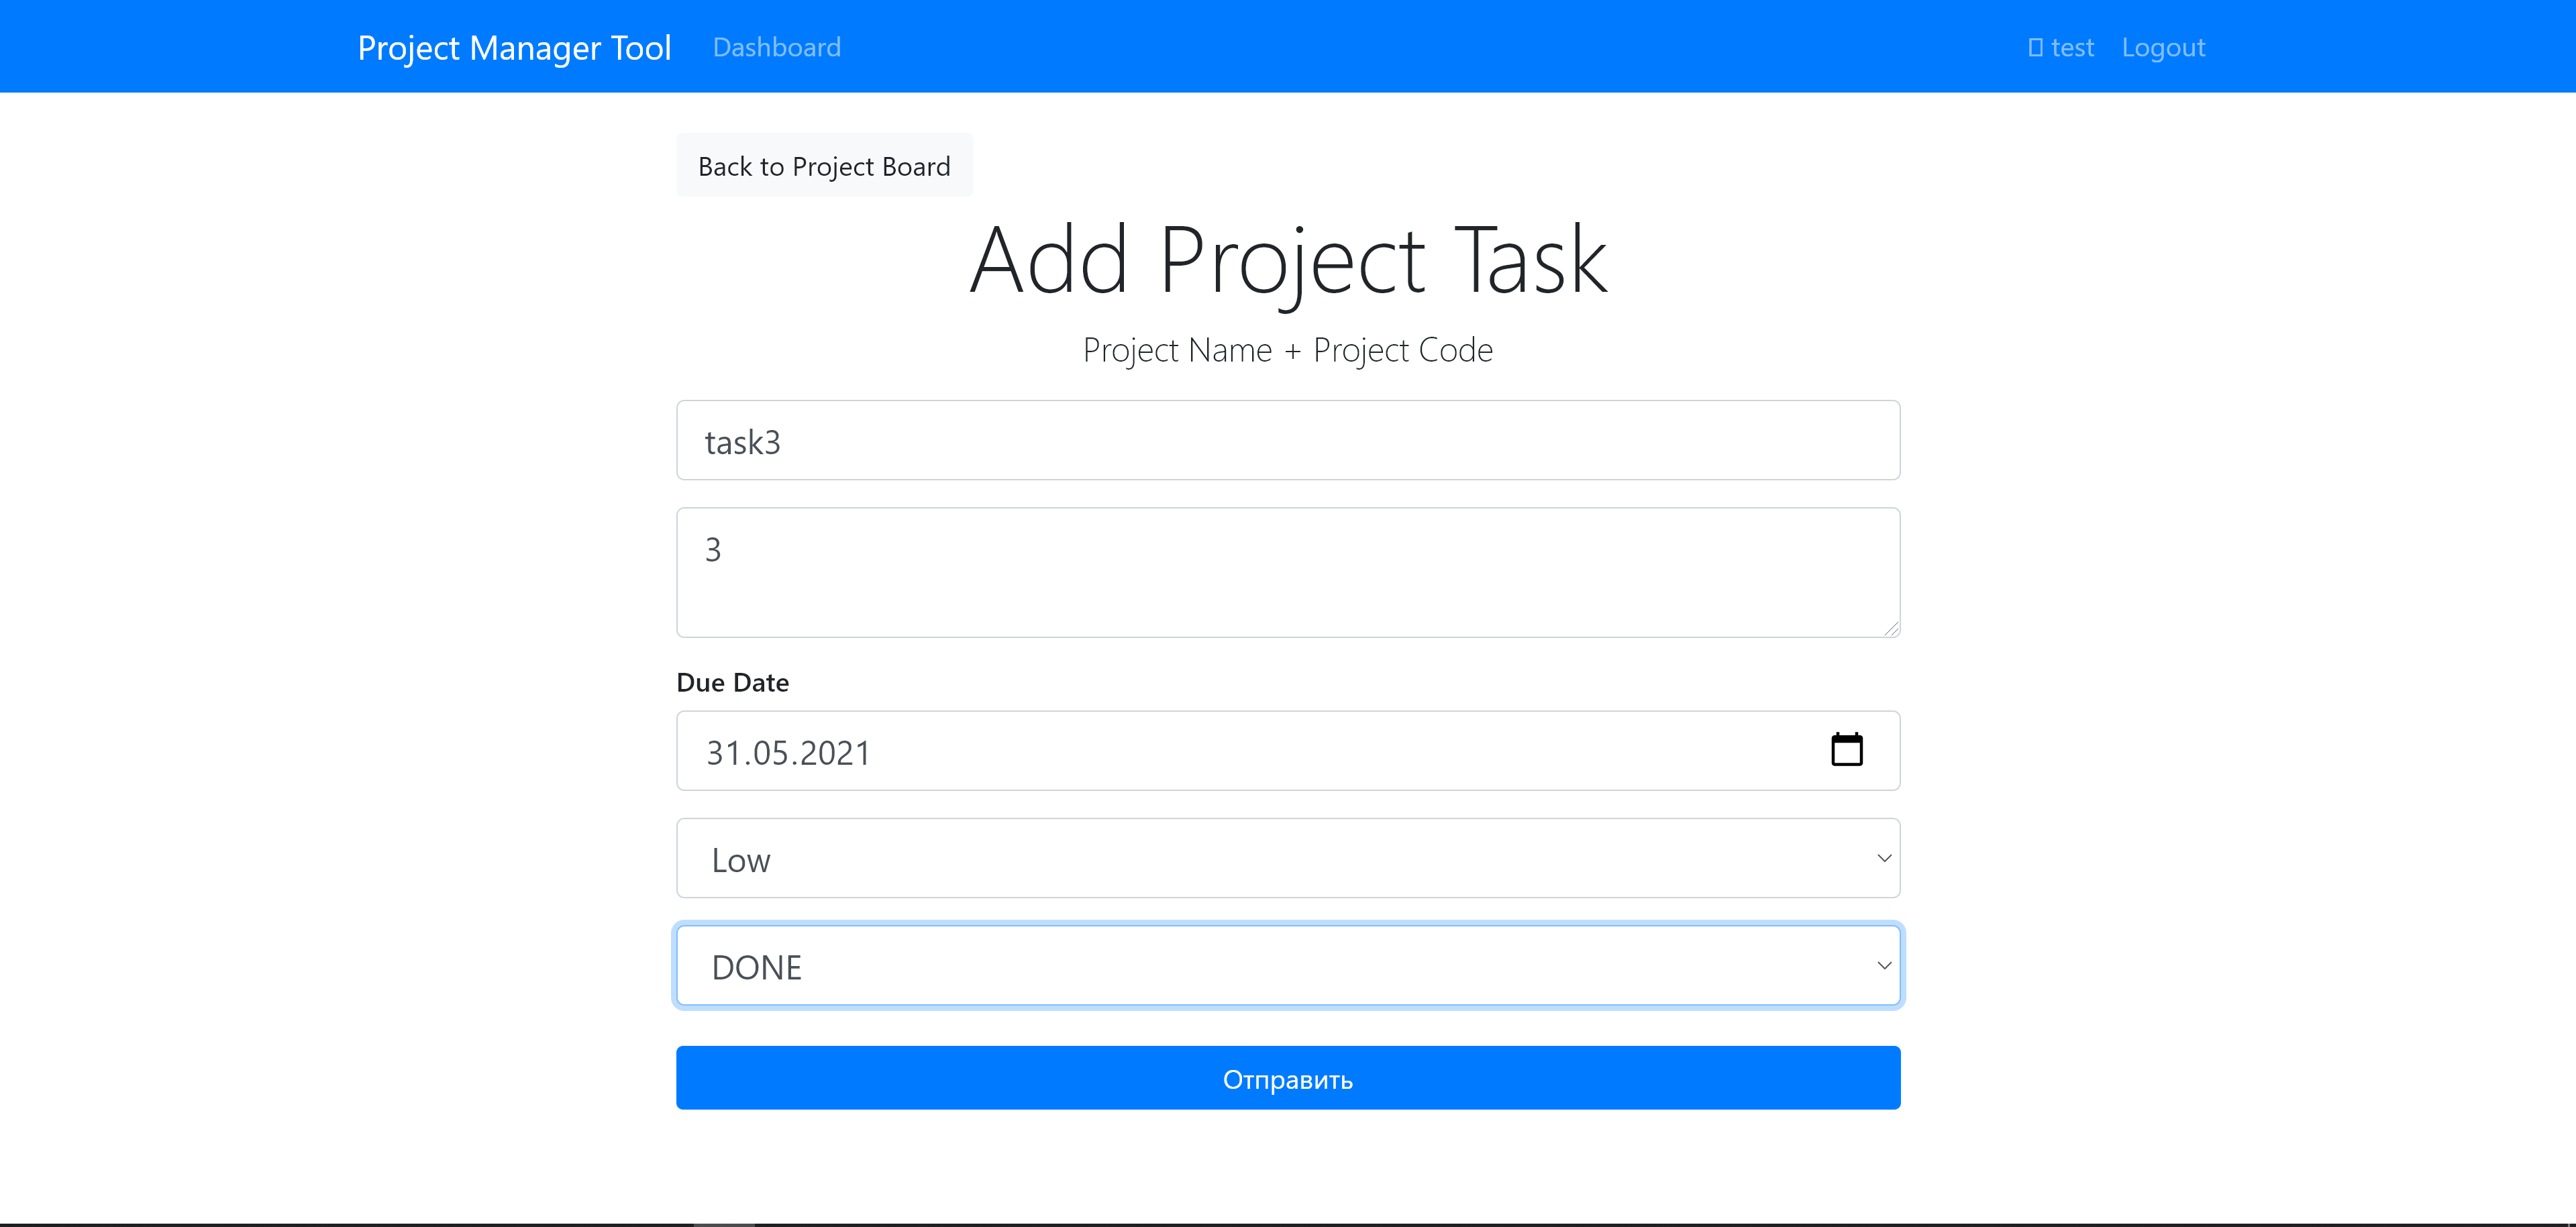 Project Manager Tool Dashboard test Logout
Back to Project Board
Add Project Task
Project Name + Project Code
task3
3
Due Date
31.05.2021
Low
DONE
Отправить